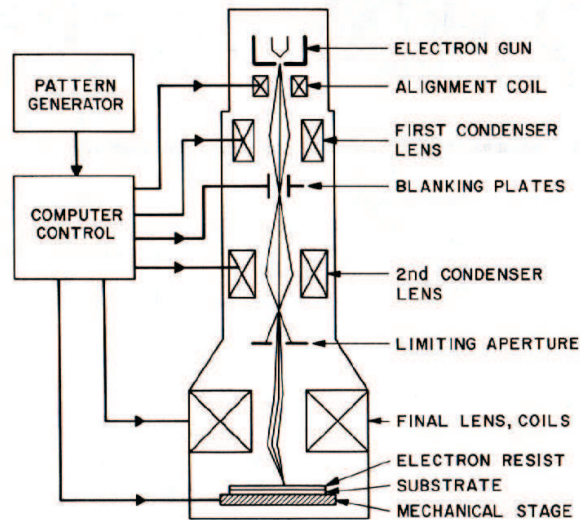 PATTERN
GENERATOR
COMPUTER
CONTROL
ELECTRON GUN
ALIGNMENT COIL
FIRST CONDENSER
LENS
BLANKING PLATES
2nd CONDENSER
LENS
LIMITING APERTURE
FINAL LENS, COILS
ELECTRON RESIST
SUBSTRATE
MECHANICAL STAGE